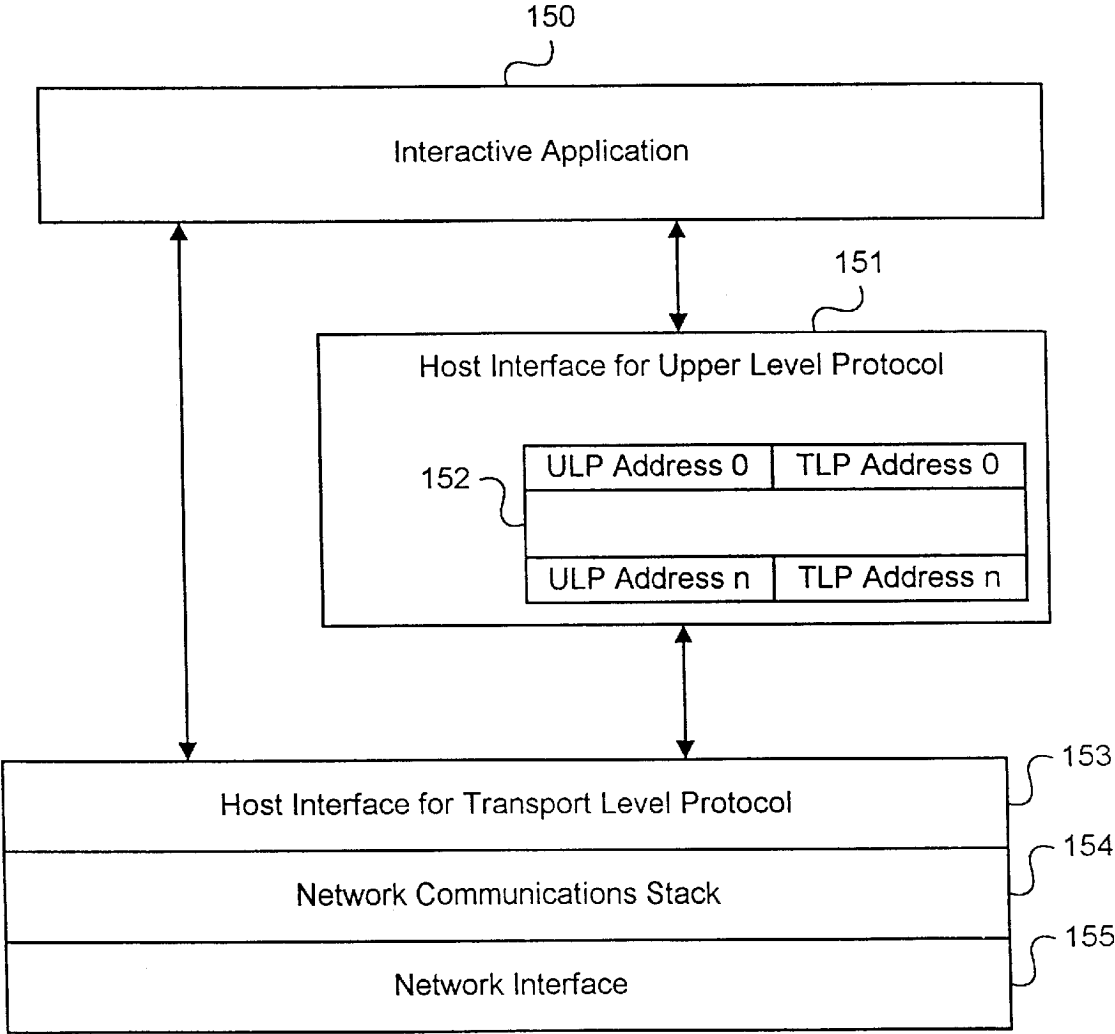 150
Interactive Application
151
Host Interface for Upper Level Protocol
152
ULP Address 0 TLP Address 0
ULP Address n TLP Address n
153
Host Interface for Transport Level Protocol
154
Network Communications Stack
155
Network Interface